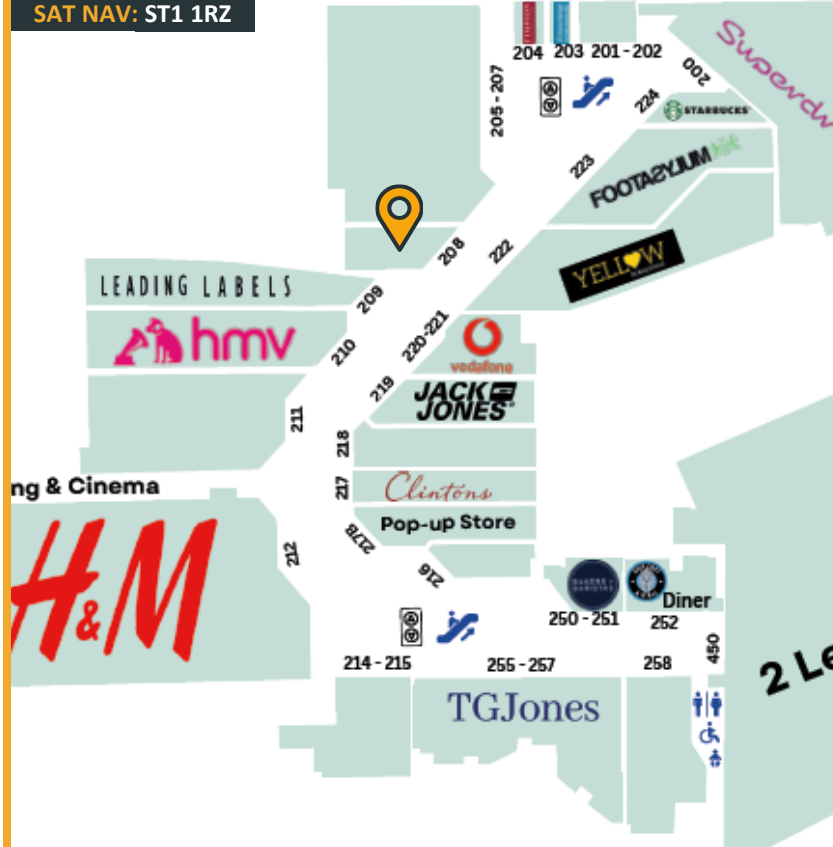 SAT NAV: ST1 1RZ
204
203
201 - 202
205 - 207
200
Superd
224
STARBUCKS
223
FOOTASYLUM
208
222
YELLOW
LEADING LABELS
209
hmv
210
220-221
vodafone
219
JACK
JONES
211
218
ng & Cinema
217
Clintons
217B
Pop-up Store
H&M
212
216
250 - 251
Diner
252
450
214 - 215
255 - 257
258
2 Le
TGJones